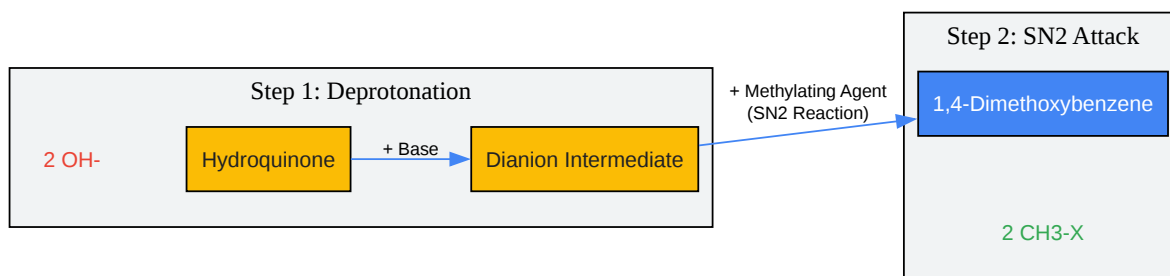 Step 1: Deprotonation
2 OH-
Hydroquinone
+ Base
Dianion Intermediate
+ Methylating Agent
(SN2 Reaction)
Step 2: SN2 Attack
1,4-Dimethoxybenzene
2 CH3-X